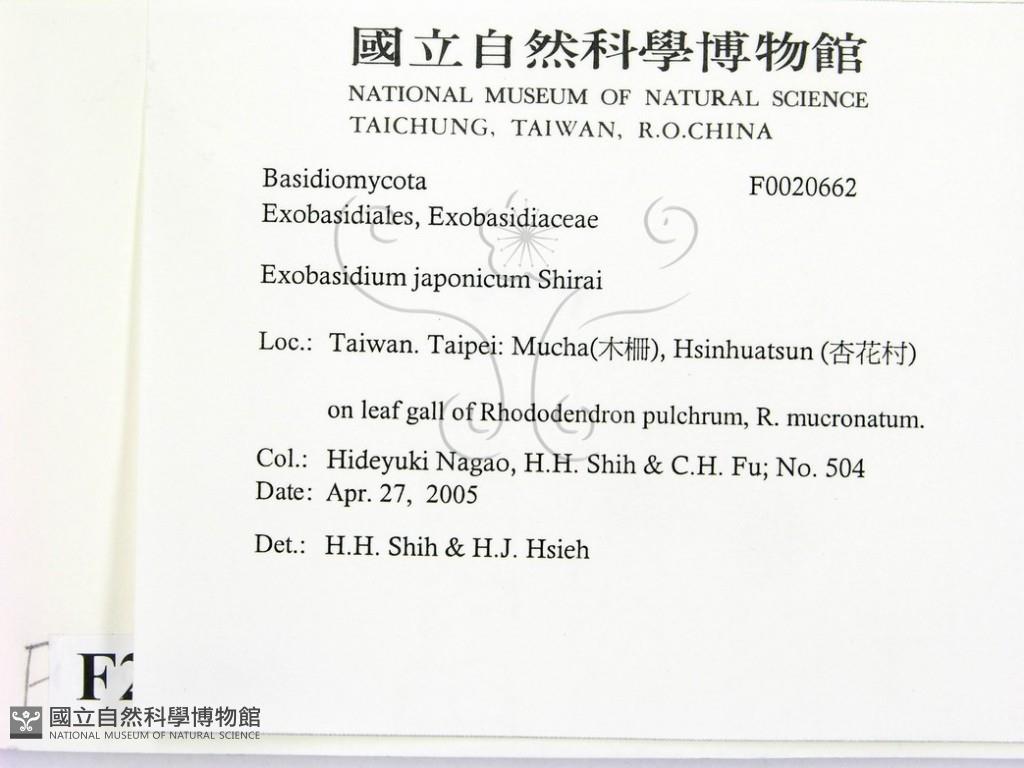 國立自然科學博物館
NATIONAL MUSEUM OF NATURAL SCIENCE
TAICHUNG, TAIWAN, R.O.CHINA
Basidiomycota F0020662
Exobasidiales, Exobasidiaceae
Exobasidium japonicum Shirai
Loc.: Taiwan. Taipei: Mucha(木柵), Hsinhuatsun (杏花村)
on leaf gall of Rhododendron pulchrum, R. mucronatum.
Col.: Hideyuki Nagao, H.H. Shih & C.H. Fu; No. 504
Date: Apr. 27, 2005
Det.: H.H. Shih & H.J. Hsieh
F2
國立自然科學博物館
NATIONAL MUSEUM OF NATURAL SCIENCE